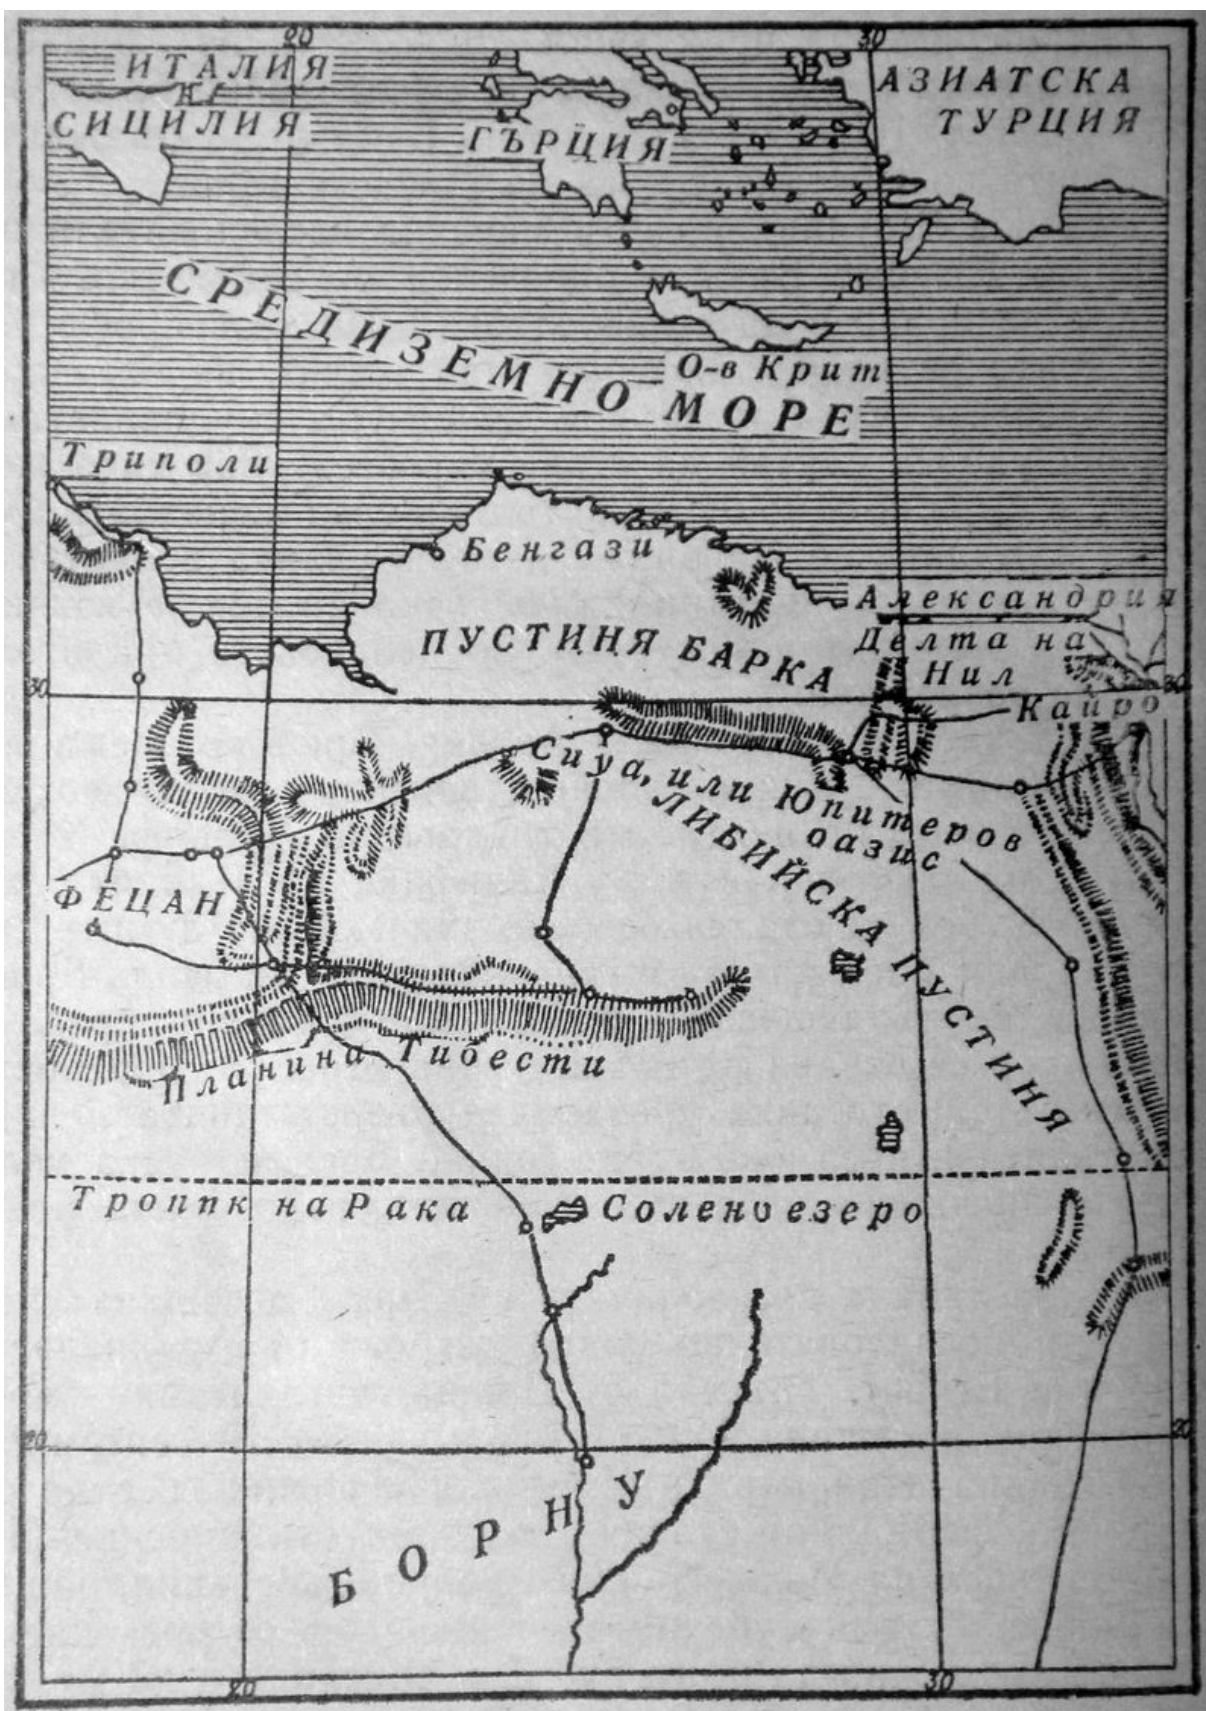 20
30
ИТАЛИЯ
СИЦИЛИЯ
ГЪРЦИЯ
АЗИАТСКА
ТУРЦИЯ
СРЕДИЗЕМНО МОРЕ
О-в Крит
Триполи
Бенгази
Александрия
ПУСТИНЯ БАРКА
Делта на
Нил
30
30
Кайро
Сиуа, или Юпитеров
оазис
ЛИБИЙСКА ПУСТИНЯ
ФЕЦАН
Планина Тибести
Тропик на Рака
Солено езеро
20
20
БОРНУ
20
30